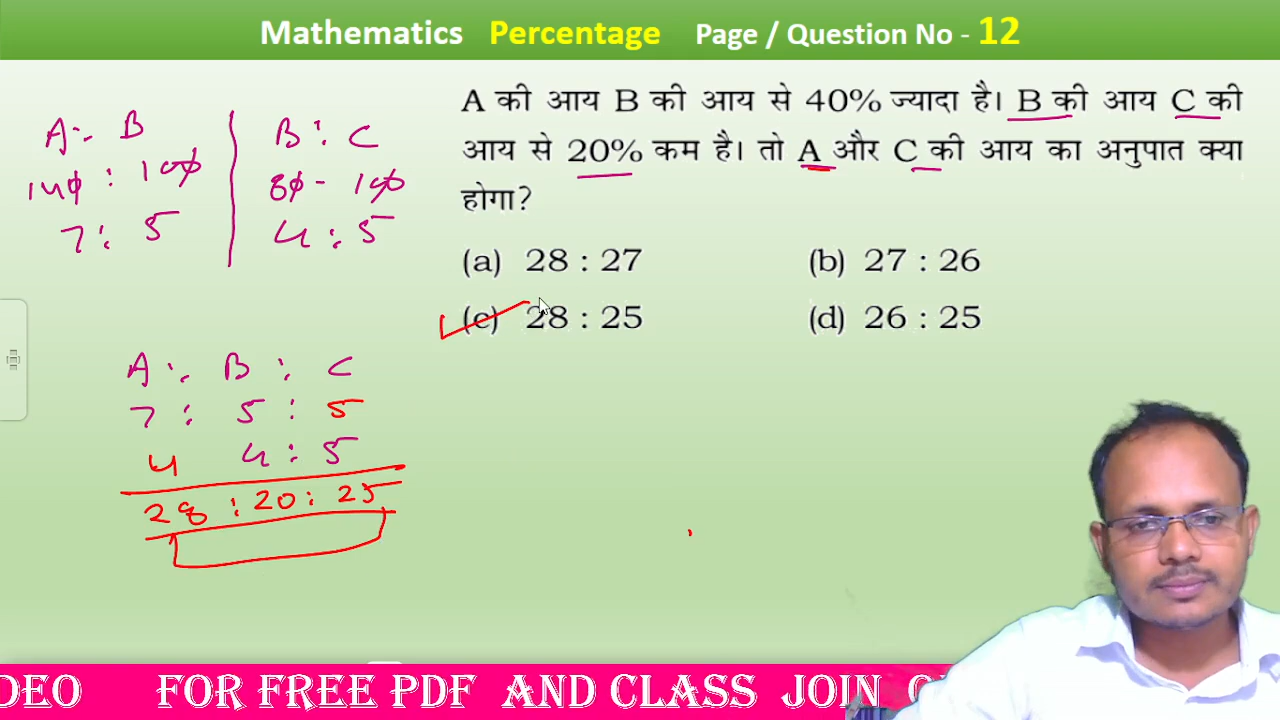 Mathematics Percentage Page / Question No - 12
A की आय B की आय से 40% ज्यादा है। B की आय C की
आय से 20% कम है। तो A और C की आय का अनुपात क्या
होगा?
(a) 28 : 27 (b) 27 : 26
(c) 28 : 25 (d) 26 : 25
A : B
140 : 100
7 : 5
B : C
80 - 100
4 : 5
A : B : C
7 : 5 : 5
4 4 : 5
28 : 20 : 25
DEO FOR FREE PDF AND CLASS JOIN